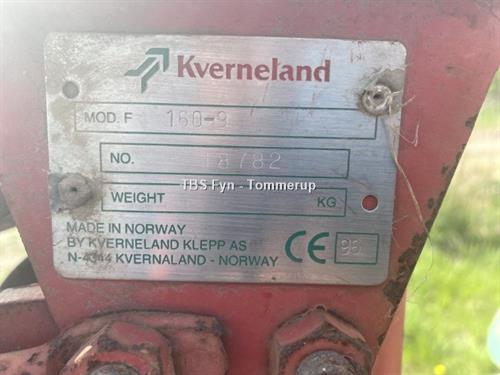 Kverneland
MOD. F 160-9
NO. 18782
TBS Fyn - Tommerup
WEIGHT KG
MADE IN NORWAY
BY KVERNELAND KLEPP AS
N-4344 KVERNALAND - NORWAY
CE 95